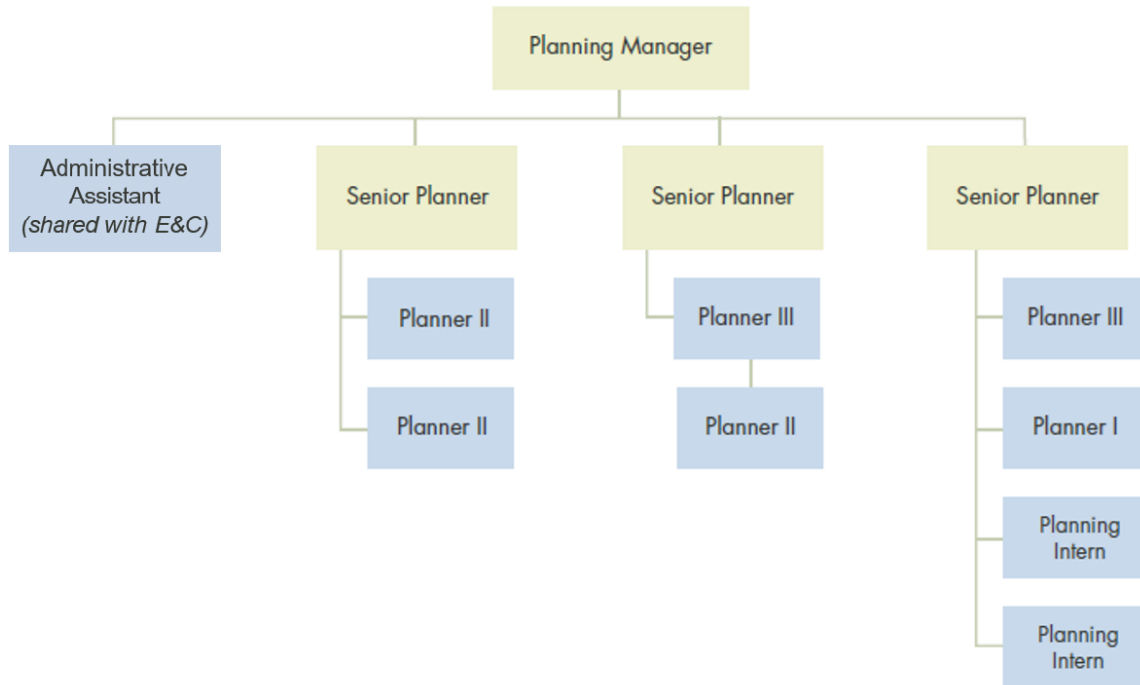 Planning Manager
Administrative
Assistant
(shared with E&C)
Senior Planner
Senior Planner
Senior Planner
Planner II
Planner II
Planner III
Planner II
Planner III
Planner I
Planning
Intern
Planning
Intern